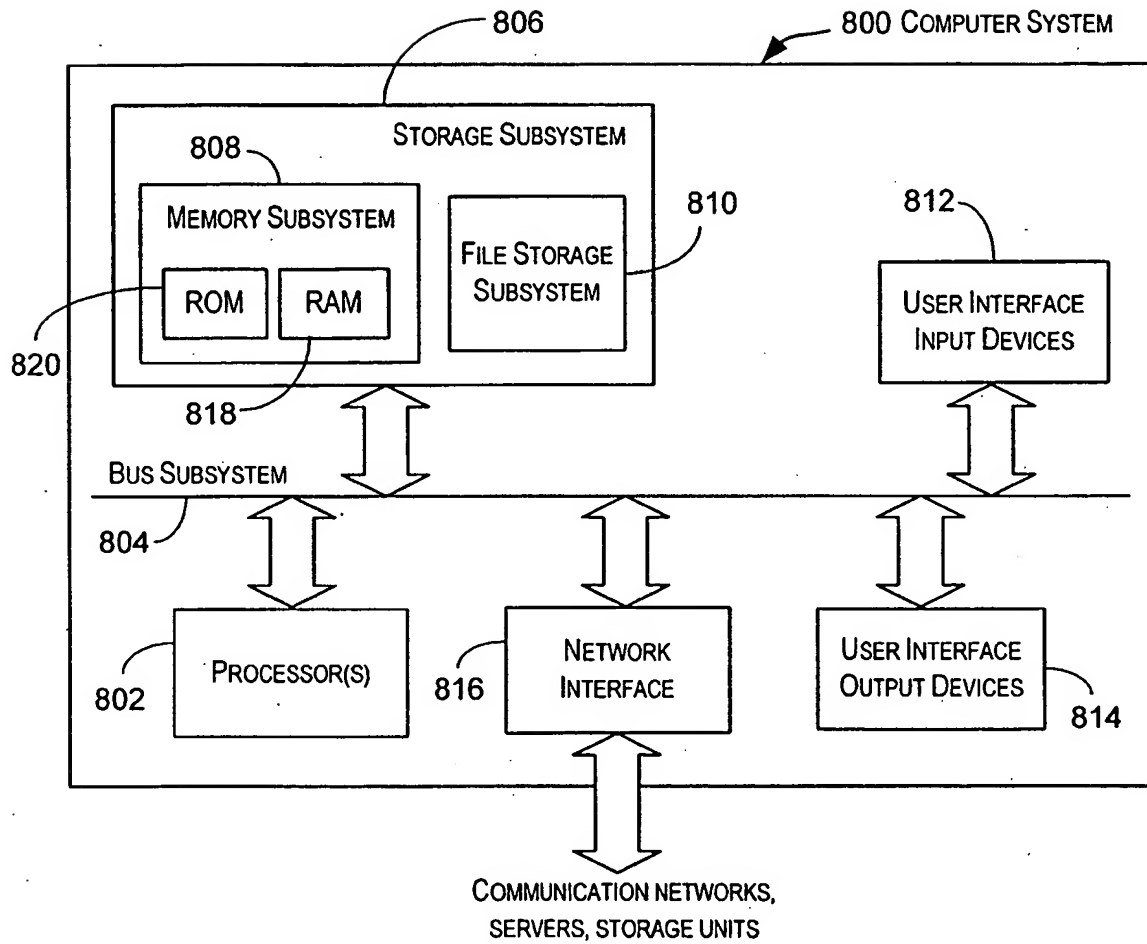 800 COMPUTER SYSTEM
806
STORAGE SUBSYSTEM
808
MEMORY SUBSYSTEM
ROM
RAM
820
818
FILE STORAGE
SUBSYSTEM
810
812
USER INTERFACE
INPUT DEVICES
BUS SUBSYSTEM
804
PROCESSOR(S)
802
NETWORK
INTERFACE
816
USER INTERFACE
OUTPUT DEVICES
814
COMMUNICATION NETWORKS,
SERVERS, STORAGE UNITS